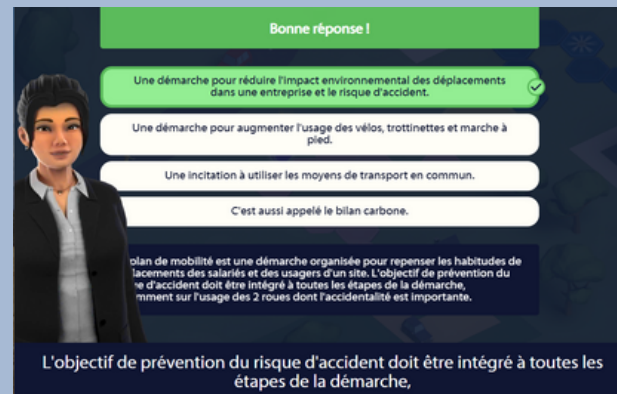 Bonne réponse !
Une démarche pour réduire l'impact environnemental des déplacements
dans une entreprise et le risque d'accident.
Une démarche pour augmenter l'usage des vélos, trottinettes et marche à
pied.
Une incitation à utiliser les moyens de transport en commun.
C'est aussi appelé le bilan carbone.
plan de mobilité est une démarche organisée pour repenser les habitudes de
lacements des salariés et des usagers d'un site. L'objectif de prévention du
e d'accident doit être intégré à toutes les étapes de la démarche,
mment sur l'usage des 2 roues dont l'accidentalité est importante.
L'objectif de prévention du risque d'accident doit être intégré à toutes les
étapes de la démarche,